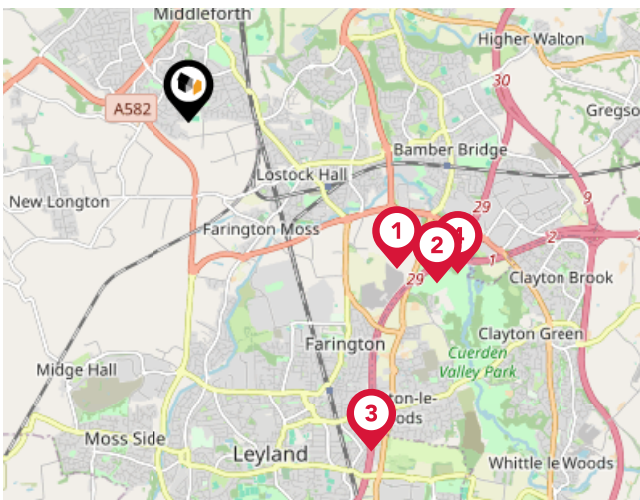 Middleforth
Higher Walton
30
A582
Gregso
Bamber Bridge
Lostock Hall
9
New Longton
29
Farington Moss
1
2
4
2
1
29
Clayton Brook
Farington
Clayton Green
Cuerden
Valley Park
Midge Hall
3
ton-le-
oods
Moss Side
Leyland
Whittle le Woods